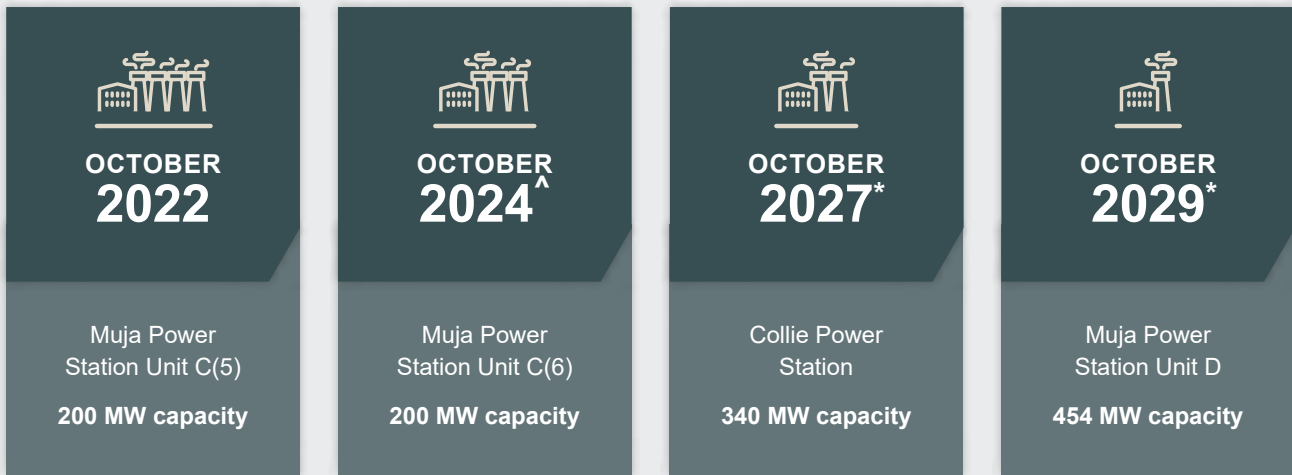 OCTOBER
2022
Muja Power
Station Unit C(5)
200 MW capacity
OCTOBER
2024^
Muja Power
Station Unit C(6)
200 MW capacity
OCTOBER
2027*
Collie Power
Station
340 MW capacity
OCTOBER
2029*
Muja Power
Station Unit D
454 MW capacity